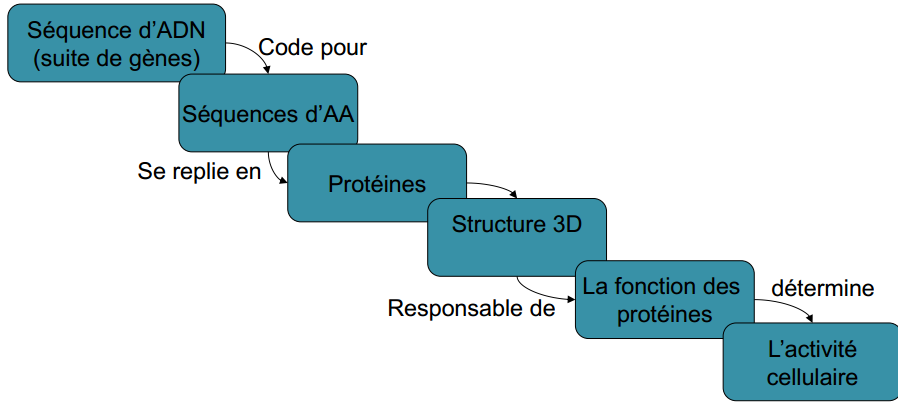 Séquence d'ADN
(suite de gènes)
Code pour
Séquences d'AA
Se replie en
Protéines
Structure 3D
Responsable de
La fonction des
protéines
détermine
L'activité
cellulaire